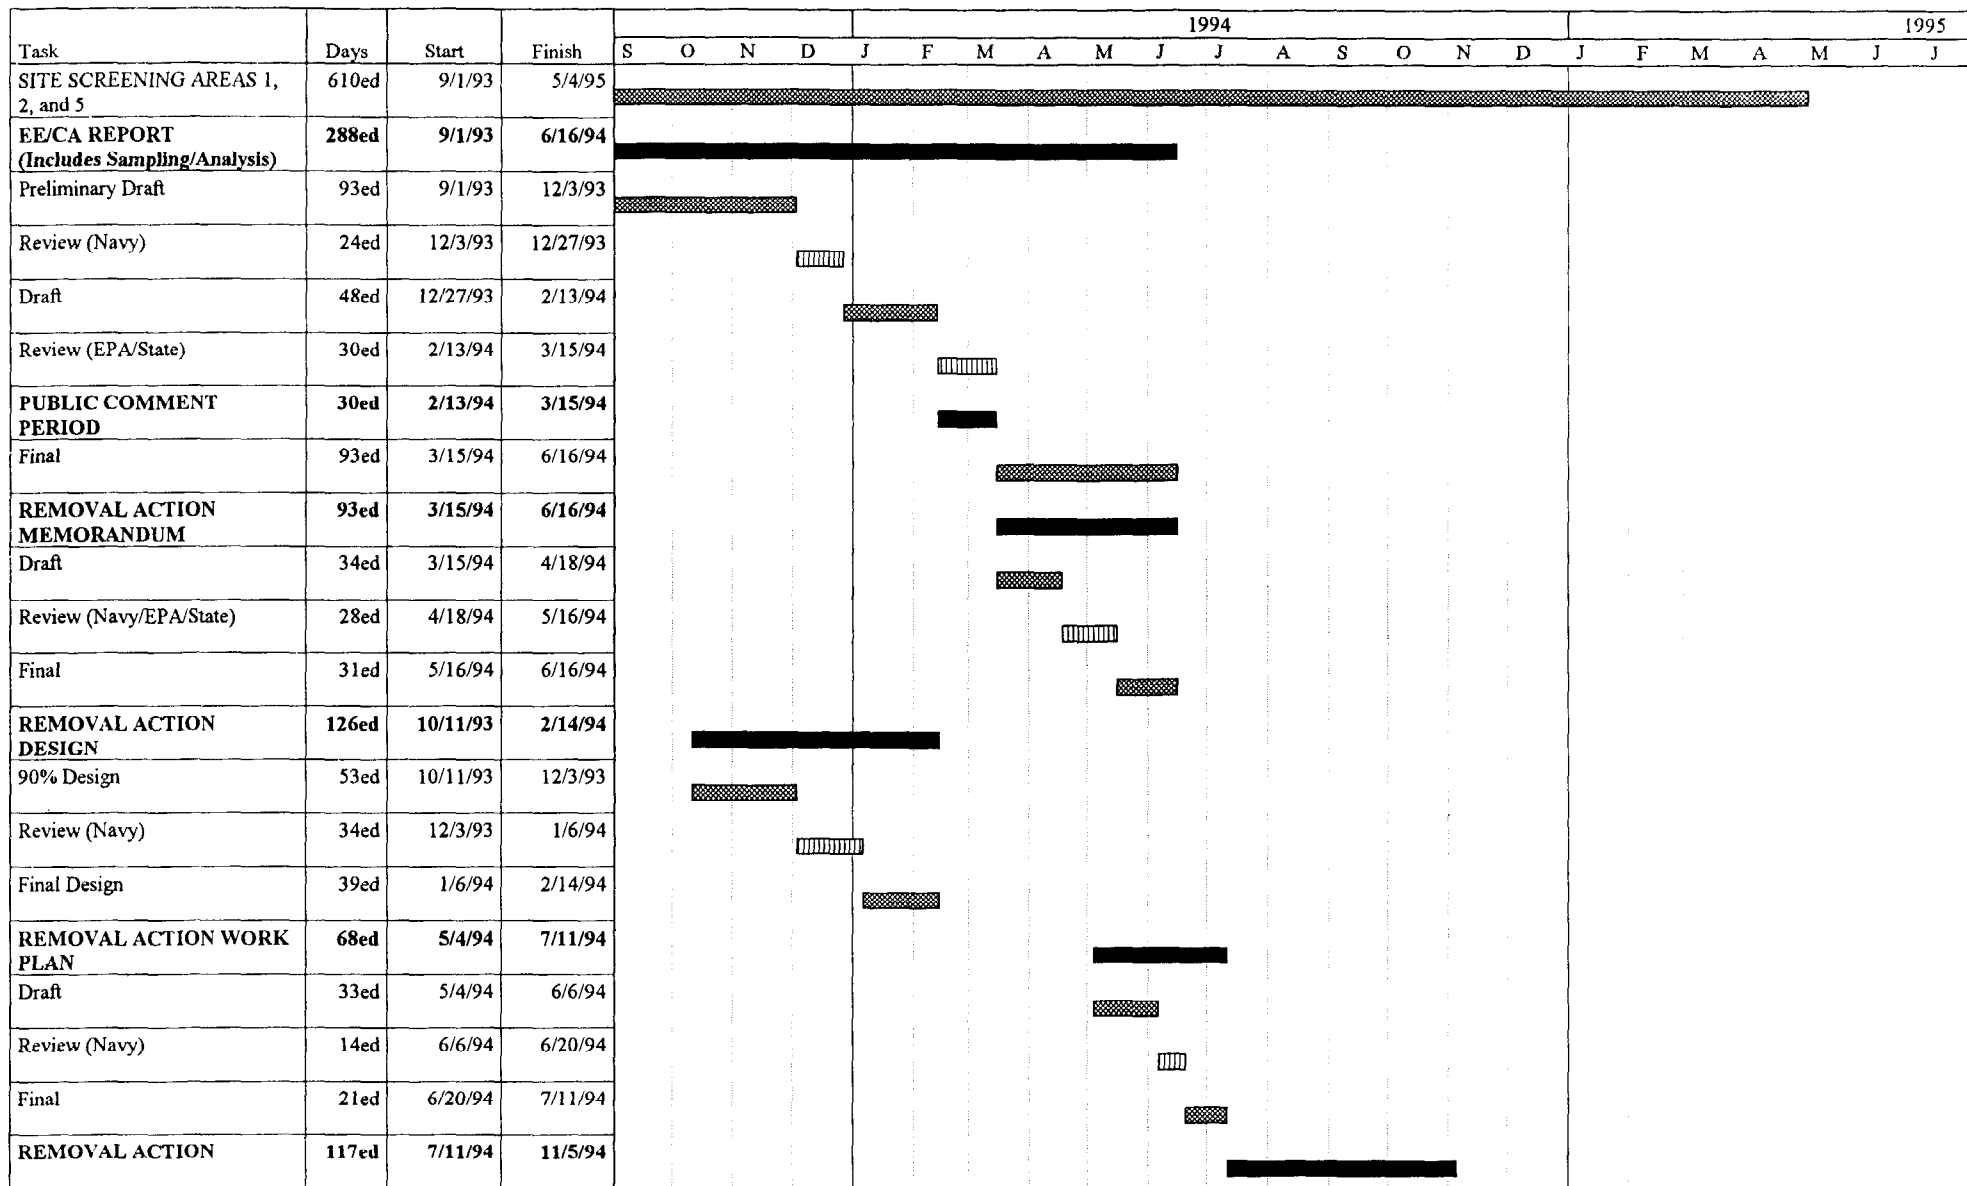 1994
1995
Task Days Start Finish S O N D J F M A M J J A S O N D J F M A M J J
SITE SCREENING AREAS 1, 610ed 9/1/93 5/4/95
2, and 5
EE/CA REPORT 288ed 9/1/93 6/16/94
(Includes Sampling/Analysis)
Preliminary Draft 93ed 9/1/93 12/3/93
Review (Navy) 24ed 12/3/93 12/27/93
Draft 48ed 12/27/93 2/13/94
Review (EPA/State) 30ed 2/13/94 3/15/94
PUBLIC COMMENT 30ed 2/13/94 3/15/94
PERIOD
Final 93ed 3/15/94 6/16/94
REMOVAL ACTION 93ed 3/15/94 6/16/94
MEMORANDUM
Draft 34ed 3/15/94 4/18/94
Review (Navy/EPA/State) 28ed 4/18/94 5/16/94
Final 31ed 5/16/94 6/16/94
REMOVAL ACTION 126ed 10/11/93 2/14/94
DESIGN
90% Design 53ed 10/11/93 12/3/93
Review (Navy) 34ed 12/3/93 1/6/94
Final Design 39ed 1/6/94 2/14/94
REMOVAL ACTION WORK 68ed 5/4/94 7/11/94
PLAN
Draft 33ed 5/4/94 6/6/94
Review (Navy) 14ed 6/6/94 6/20/94
Final 21ed 6/20/94 7/11/94
REMOVAL ACTION 117ed 7/11/94 11/5/94